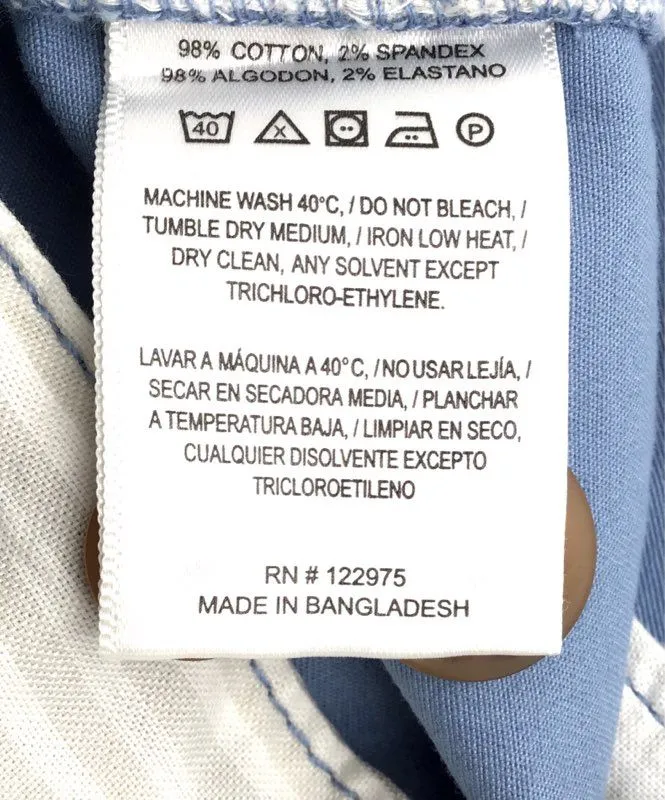 98% COTTON, 2% SPANDEX
98% ALGODON, 2% ELASTANO
40 X P
MACHINE WASH 40°C, / DO NOT BLEACH, /
TUMBLE DRY MEDIUM, / IRON LOW HEAT, /
DRY CLEAN, ANY SOLVENT EXCEPT
TRICHLORO-ETHYLENE.
LAVAR A MÁQUINA A 40°C, / NO USAR LEJÍA, /
SECAR EN SECADORA MEDIA, / PLANCHAR
A TEMPERATURA BAJA, / LIMPIAR EN SECO,
CUALQUIER DISOLVENTE EXCEPTO
TRICLOROETILENO
RN # 122975
MADE IN BANGLADESH